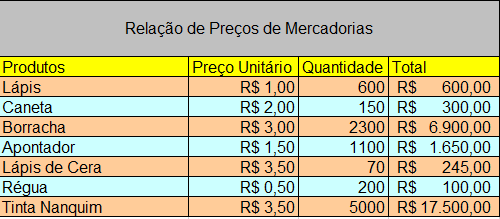 Relação de Preços de Mercadorias
Produtos Preço Unitário Quantidade Total
Lápis R$ 1,00 600 R$ 600,00
Caneta R$ 2,00 150 R$ 300,00
Borracha R$ 3,00 2300 R$ 6.900,00
Apontador R$ 1,50 1100 R$ 1.650,00
Lápis de Cera R$ 3,50 70 R$ 245,00
Régua R$ 0,50 200 R$ 100,00
Tinta Nanquim R$ 3,50 5000 R$ 17.500,00